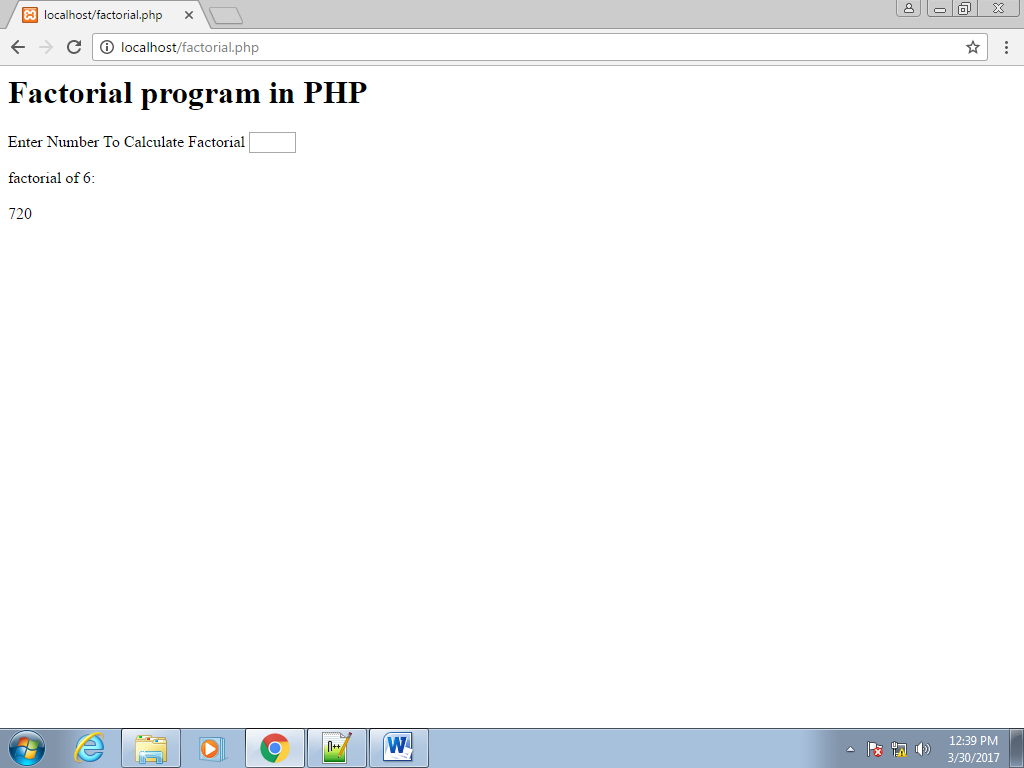 localhost/factorial.php
localhost/factorial.php
Factorial program in PHP
Enter Number To Calculate Factorial
factorial of 6:
720
12:39 PM
3/30/2017